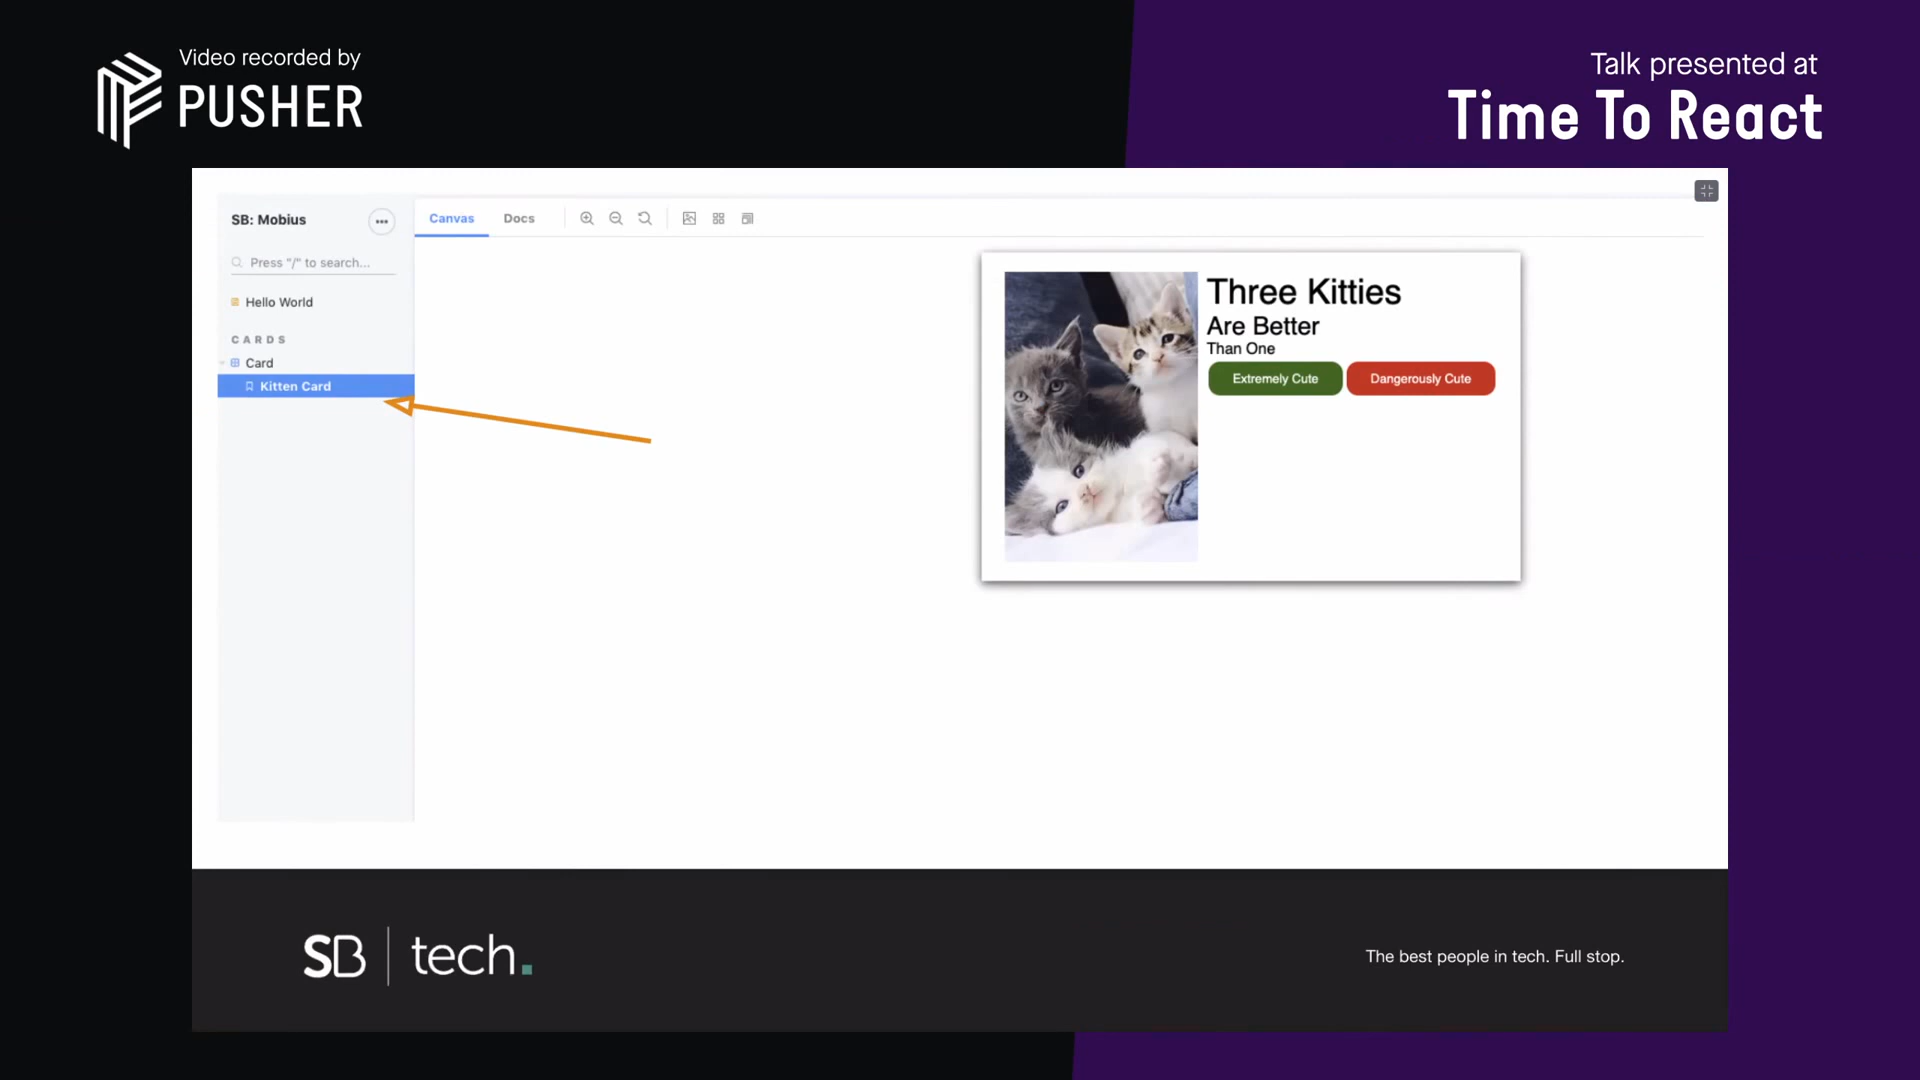 Video recorded by
PUSHER
Talk presented at
Time To React
SB: Mobius
Press "/" to search...
Hello World
CARDS
Card
Kitten Card
Canvas
Docs
Three Kitties
Are Better
Than One
Extremely Cute
Dangerously Cute
SB tech.
The best people in tech. Full stop.